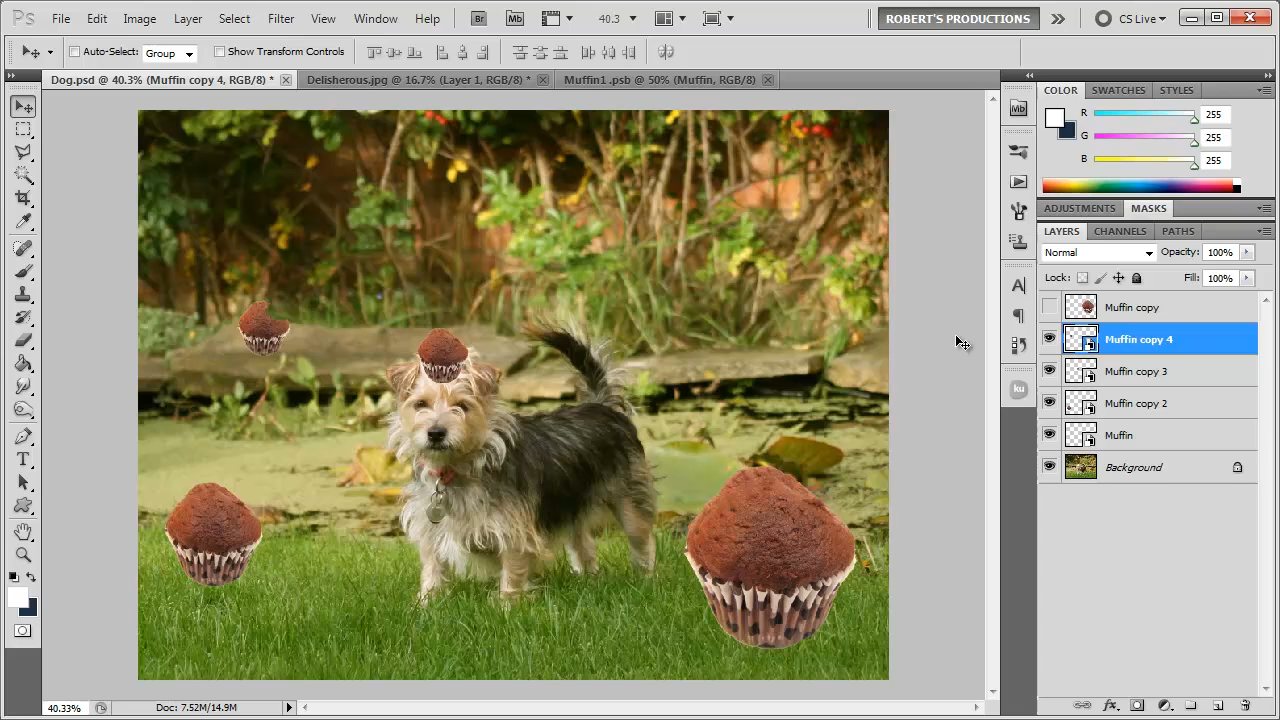 Ps File Edit Image Layer Select Filter Analysis View Window Help Br Mb 40.3 ROBERT'S PRODUCTIONS CS Live
Auto-Select: Group Show Transform Controls
Dog.psd @ 40.3% (Muffin copy 4, RGB/8) * Delisherous.jpg @ 16.7% (Layer 1, RGB/8) * Muffin1 .psb @ 50% (Muffin, RGB/8)
COLOR SWATCHES STYLES
Mb
R 255
G 255
B 255
ADJUSTMENTS MASKS
LAYERS CHANNELS PATHS
Normal Opacity: 100%
Lock: Fill: 100%
Muffin copy
Muffin copy 4
Muffin copy 3
Muffin copy 2
Muffin
Background
ku
40.33% Doc: 7.52M/14.9M
fx